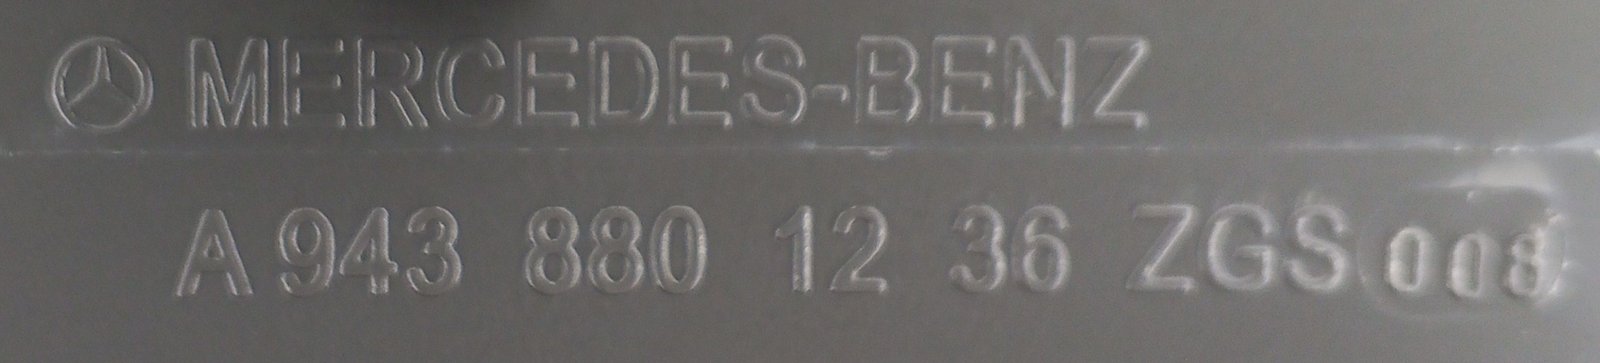 MERCEDES-BENZ
A 943 880 12 36 ZGS 008